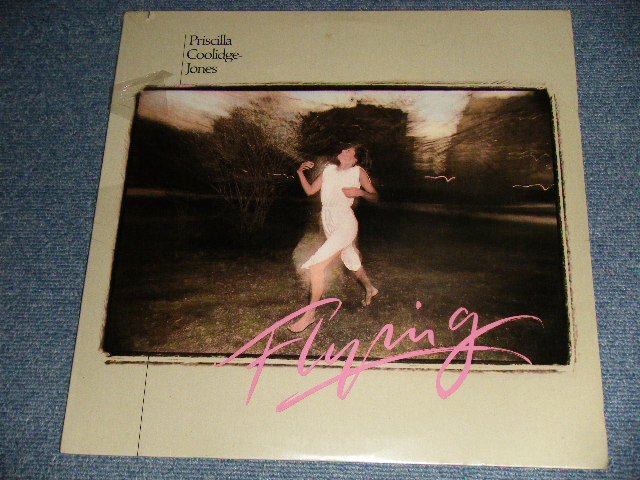 Priscilla
Coolidge-
Jones
Flying